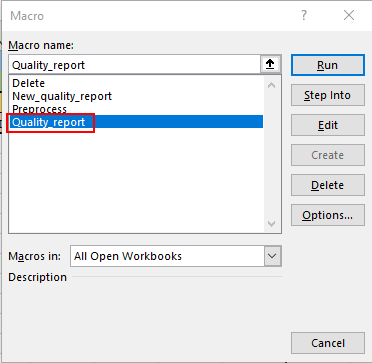 Macro
?
Macro name:
Quality_report
Run
Delete
New_quality_report
Preprocess
Quality_report
Step Into
Edit
Create
Delete
Options...
Macros in:
All Open Workbooks
Description
Cancel